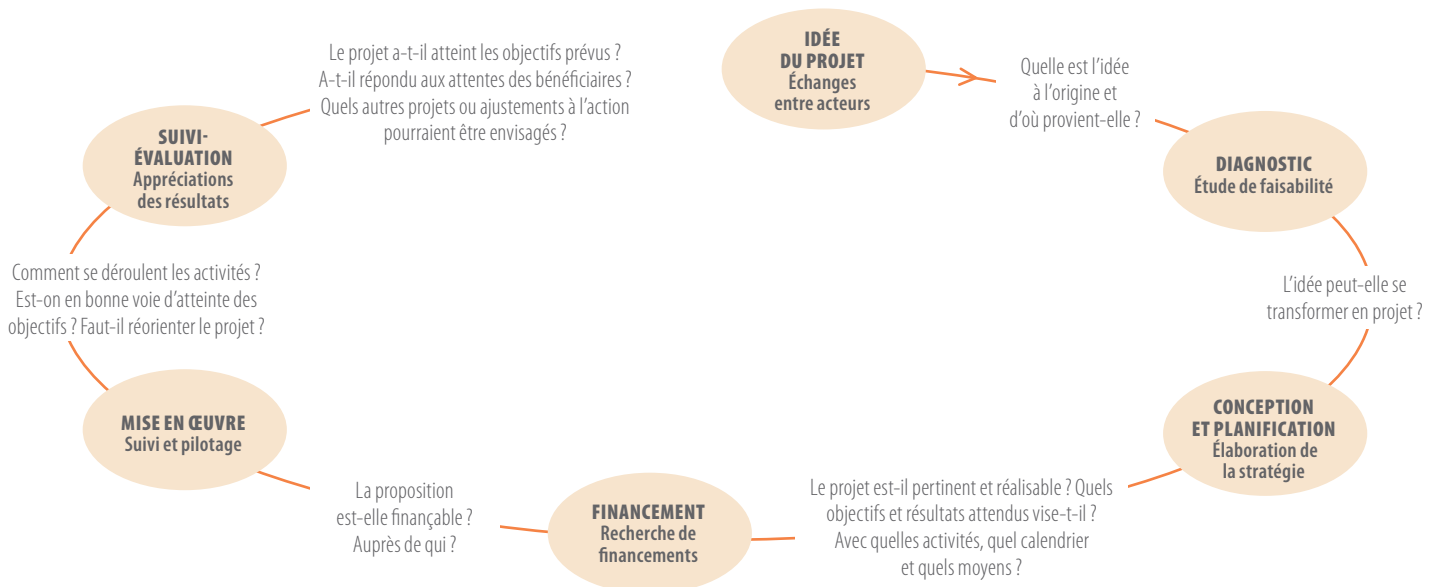 IDÉE
DU PROJET
Échanges
entre acteurs
Quelle est l’idée
à l’origine et
d’où provient-elle ?
DIAGNOSTIC
Étude de faisabilité
L’idée peut-elle se
transformer en projet ?
CONCEPTION
ET PLANIFICATION
Élaboration de
la stratégie
Le projet est-il pertinent et réalisable ? Quels
objectifs et résultats attendus vise-t-il ?
Avec quelles activités, quel calendrier
et quels moyens ?
FINANCEMENT
Recherche de
financements
La proposition
est-elle finançable ?
Auprès de qui ?
MISE EN ŒUVRE
Suivi et pilotage
Comment se déroulent les activités ?
Est-on en bonne voie d’atteinte des
objectifs ? Faut-il réorienter le projet ?
SUIVI-
ÉVALUATION
Appréciations
des résultats
Le projet a-t-il atteint les objectifs prévus ?
A-t-il répondu aux attentes des bénéficiaires ?
Quels autres projets ou ajustements à l’action
pourraient être envisagés ?